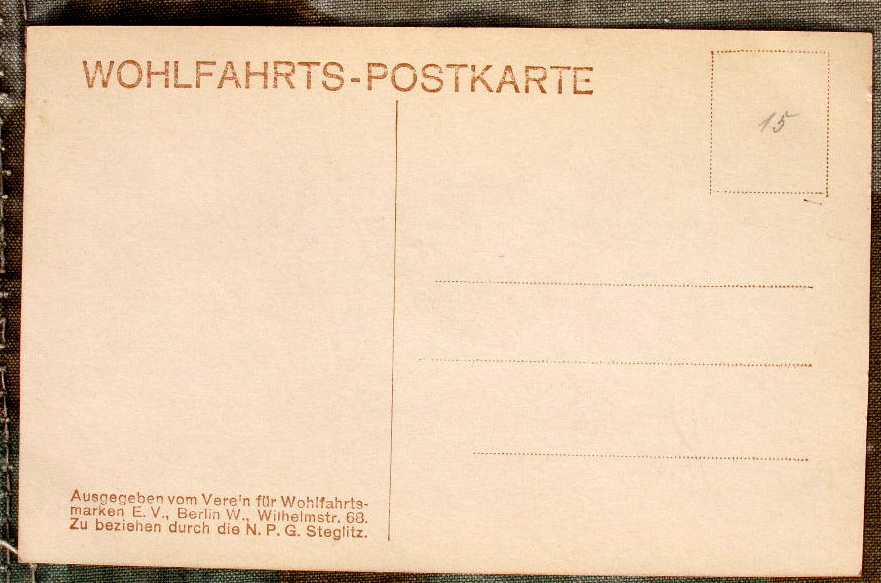 WOHLFAHRTS-POSTKARTE
15
Ausgegeben vom Verein für Wohlfahrts-
marken E. V., Berlin W., Wilhelmstr. 68.
Zu beziehen durch die N. P. G. Steglitz.